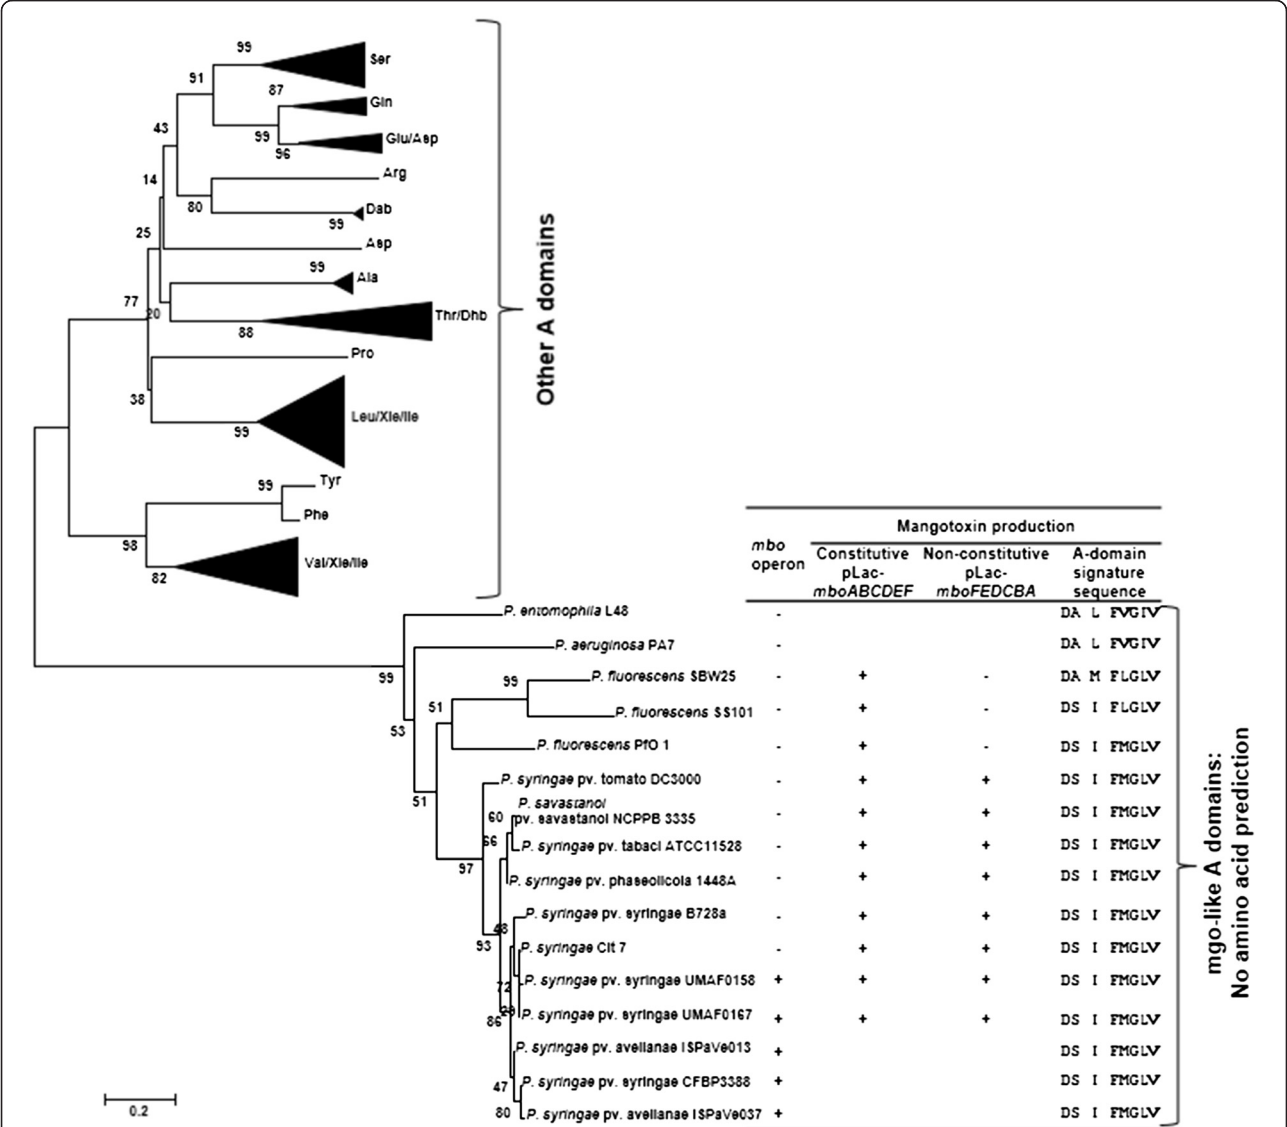 99
Ser
91
87
Gln
43
99
Glu/Asp
96
14
Arg
80
Dab
99
25
Asp
99
Ala
77
20
Thr/Dhb
88
Pro
38
Leu/Xle/Ile
99
99
Tyr
Phe
98
Val/Xle/Ile
82
Other A domains
Mangotoxin production
mbo operon
Constitutive pLac-
mboABCDEF
Non-constitutive pLac-
mboFEDCBA
A-domain
signature
sequence
P. entomophila L48 - DA L FVGIV
P. aeruginosa PA7 - DA L FVGIV
99
P. fluorescens SBW25 - + - DA M FLGLV
99
P. fluorescens SS101 - + - DS I FLGLV
51
53
P. fluorescens PfO 1 - + - DS I FMGLV
P. syringae pv. tomato DC3000 - + + DS I FMGLV
51
P. savastanoi
60
pv. savastanoi NCPPB 3335 - + + DS I FMGLV
66
P. syringae pv. tabaci ATCC11528 - + + DS I FMGLV
97
P. syringae pv. phaseolicola 1448A - + + DS I FMGLV
P. syringae pv. syringae B728a - + + DS I FMGLV
48
93
P. syringae Cit 7 - + + DS I FMGLV
P. syringae pv. syringae UMAF0158 + + + DS I FMGLV
72
P. syringae pv. syringae UMAF0167 + + + DS I FMGLV
86
P. syringae pv. avellanae ISPaVe013 + DS I FMGLV
P. syringae pv. syringae CFBP3388 + DS I FMGLV
47
P. syringae pv. avellanae ISPaVe037 + DS I FMGLV
80
mgo-like A domains:
No amino acid prediction
0.2